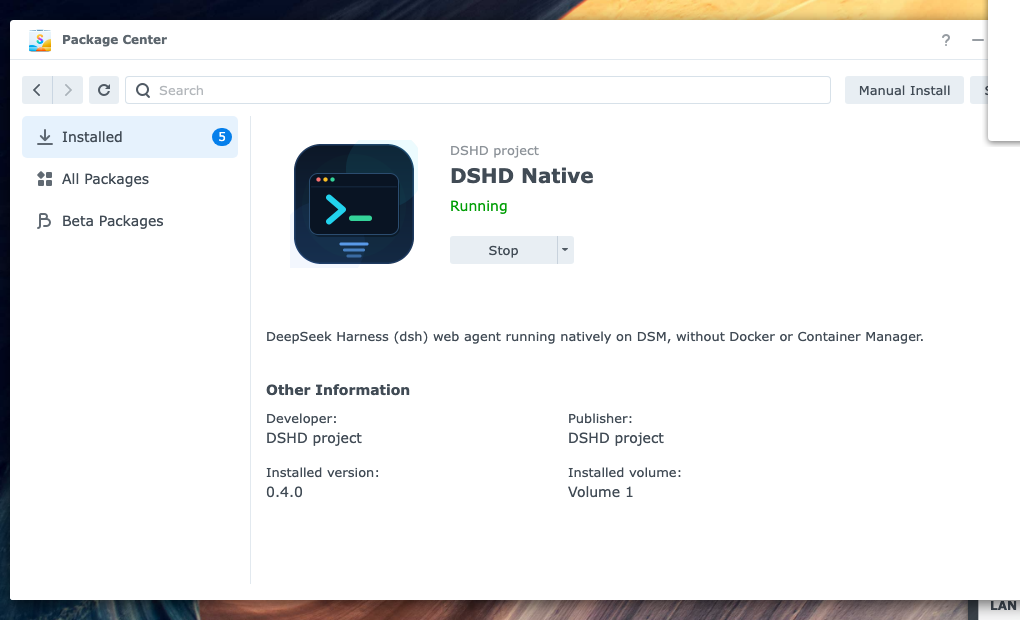 Package Center
?
Search
Manual Install
Installed
5
All Packages
Beta Packages
DSHD project
DSHD Native
Running
Stop
DeepSeek Harness (dsh) web agent running natively on DSM, without Docker or Container Manager.
Other Information
Developer:
DSHD project
Publisher:
DSHD project
Installed version:
0.4.0
Installed volume:
Volume 1
LAN